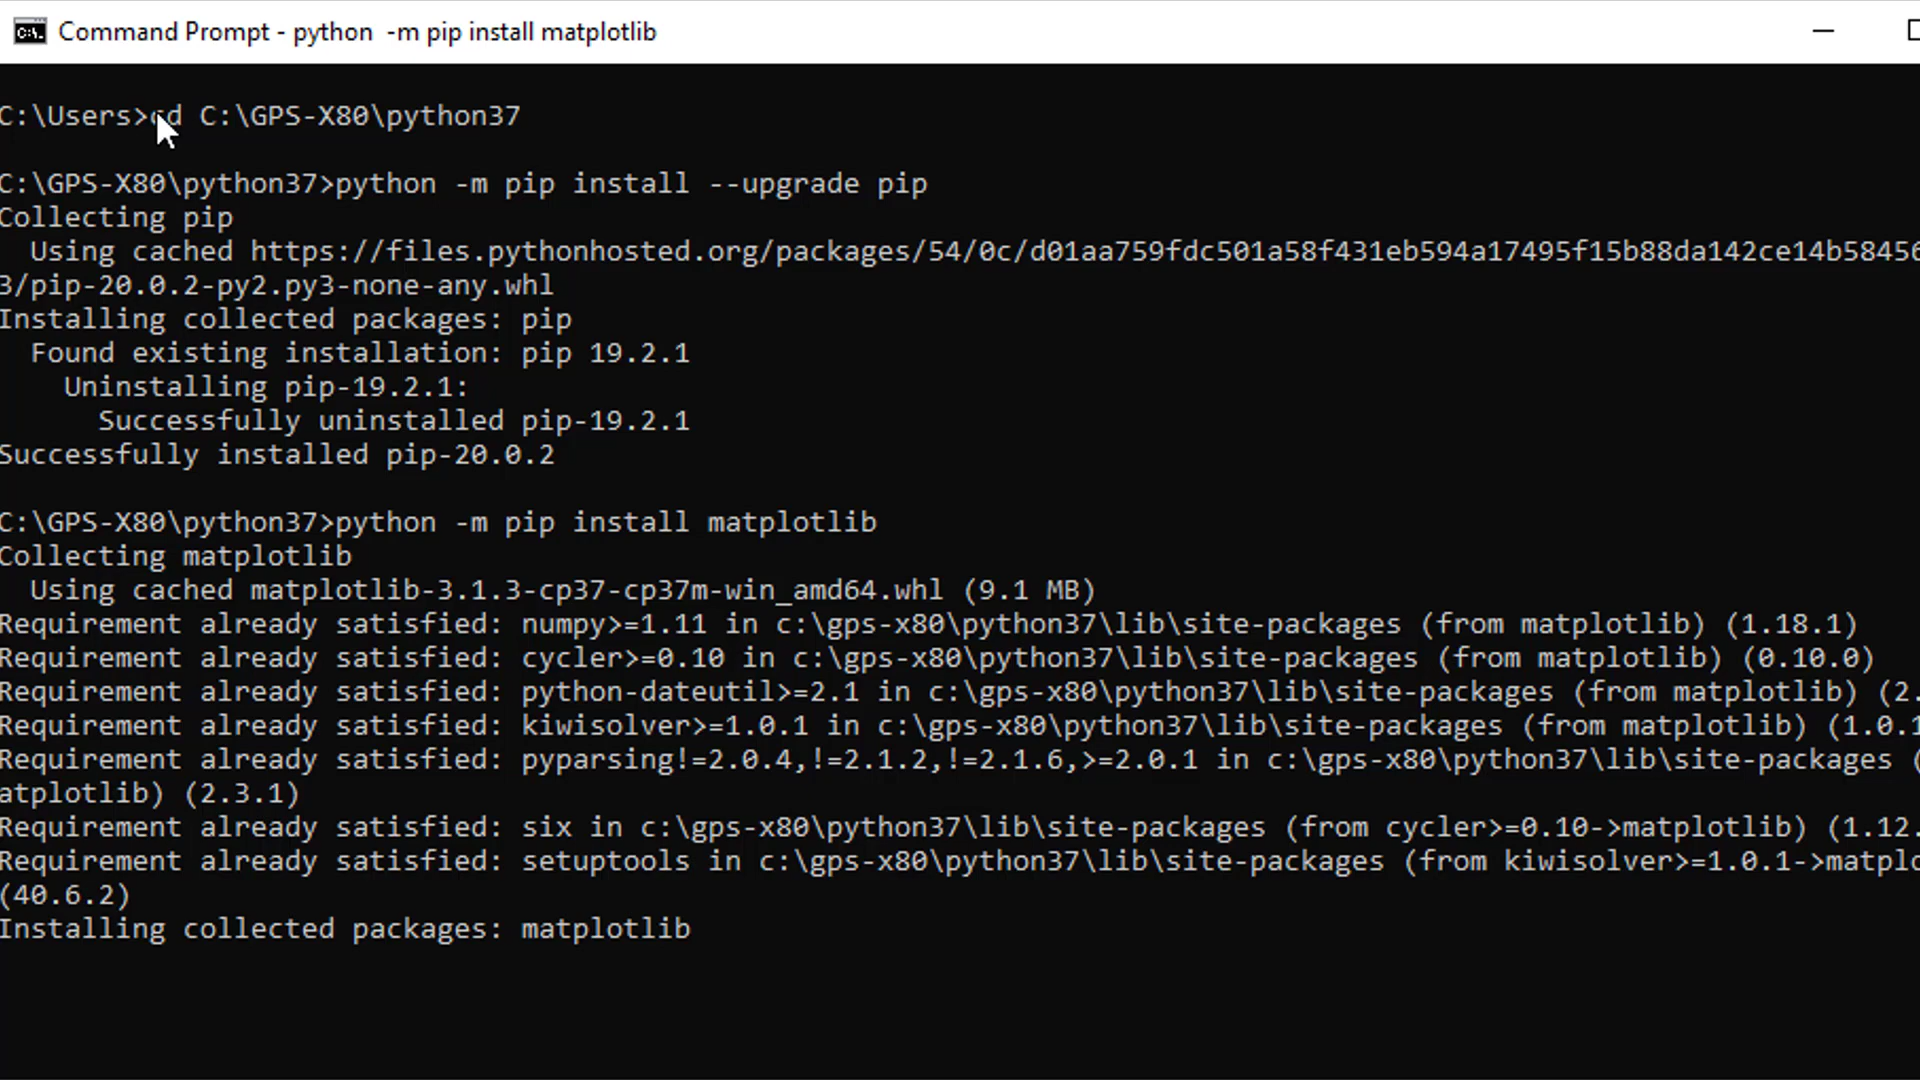 Command Prompt - python -m pip install matplotlib
C:\Users>cd C:\GPS-X80\python37
C:\GPS-X80\python37>python -m pip install --upgrade pip
Collecting pip
Using cached https://files.pythonhosted.org/packages/54/0c/d01aa759fdc501a58f431eb594a17495f15b88da142ce14b58456
3/pip-20.0.2-py2.py3-none-any.whl
Installing collected packages: pip
Found existing installation: pip 19.2.1
Uninstalling pip-19.2.1:
Successfully uninstalled pip-19.2.1
Successfully installed pip-20.0.2
C:\GPS-X80\python37>python -m pip install matplotlib
Collecting matplotlib
Using cached matplotlib-3.1.3-cp37-cp37m-win_amd64.whl (9.1 MB)
Requirement already satisfied: numpy>=1.11 in c:\gps-x80\python37\lib\site-packages (from matplotlib) (1.18.1)
Requirement already satisfied: cycler>=0.10 in c:\gps-x80\python37\lib\site-packages (from matplotlib) (0.10.0)
Requirement already satisfied: python-dateutil>=2.1 in c:\gps-x80\python37\lib\site-packages (from matplotlib) (2.
Requirement already satisfied: kiwisolver>=1.0.1 in c:\gps-x80\python37\lib\site-packages (from matplotlib) (1.0.1
Requirement already satisfied: pyparsing!=2.0.4,!=2.1.2,!=2.1.6,>=2.0.1 in c:\gps-x80\python37\lib\site-packages (
atplotlib) (2.3.1)
Requirement already satisfied: six in c:\gps-x80\python37\lib\site-packages (from cycler>=0.10->matplotlib) (1.12.
Requirement already satisfied: setuptools in c:\gps-x80\python37\lib\site-packages (from kiwisolver>=1.0.1->matplo
(40.6.2)
Installing collected packages: matplotlib